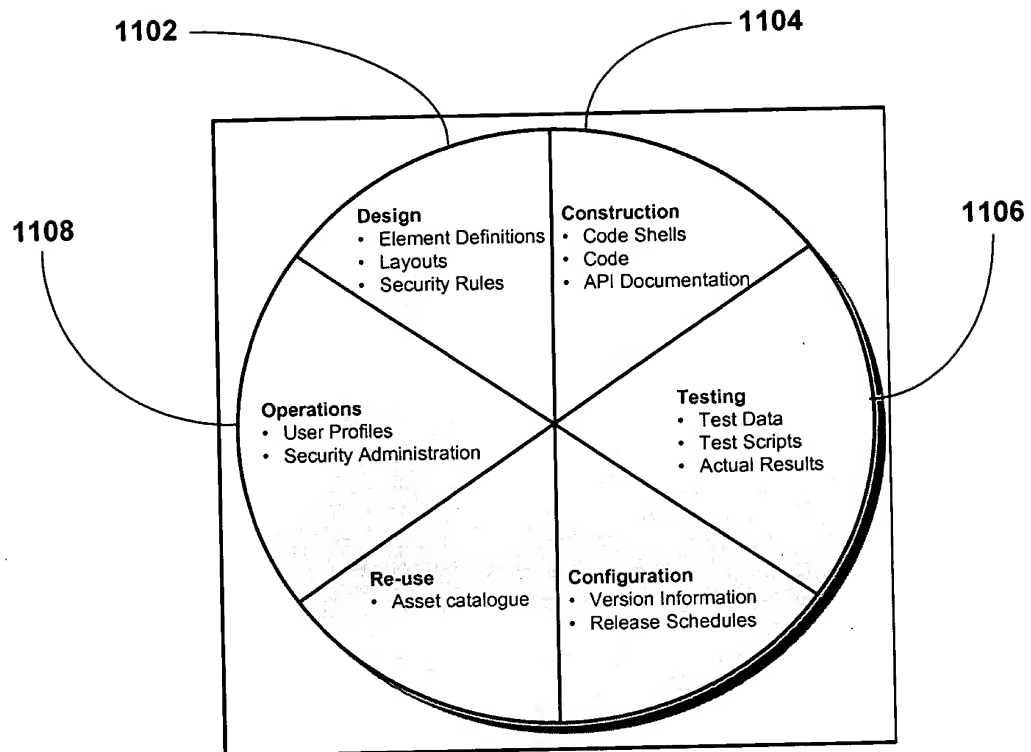 1102
1104
1106
1108
Design
• Element Definitions
• Layouts
• Security Rules
Construction
• Code Shells
• Code
• API Documentation
Testing
• Test Data
• Test Scripts
• Actual Results
Configuration
• Version Information
• Release Schedules
Re-use
• Asset catalogue
Operations
• User Profiles
• Security Administration